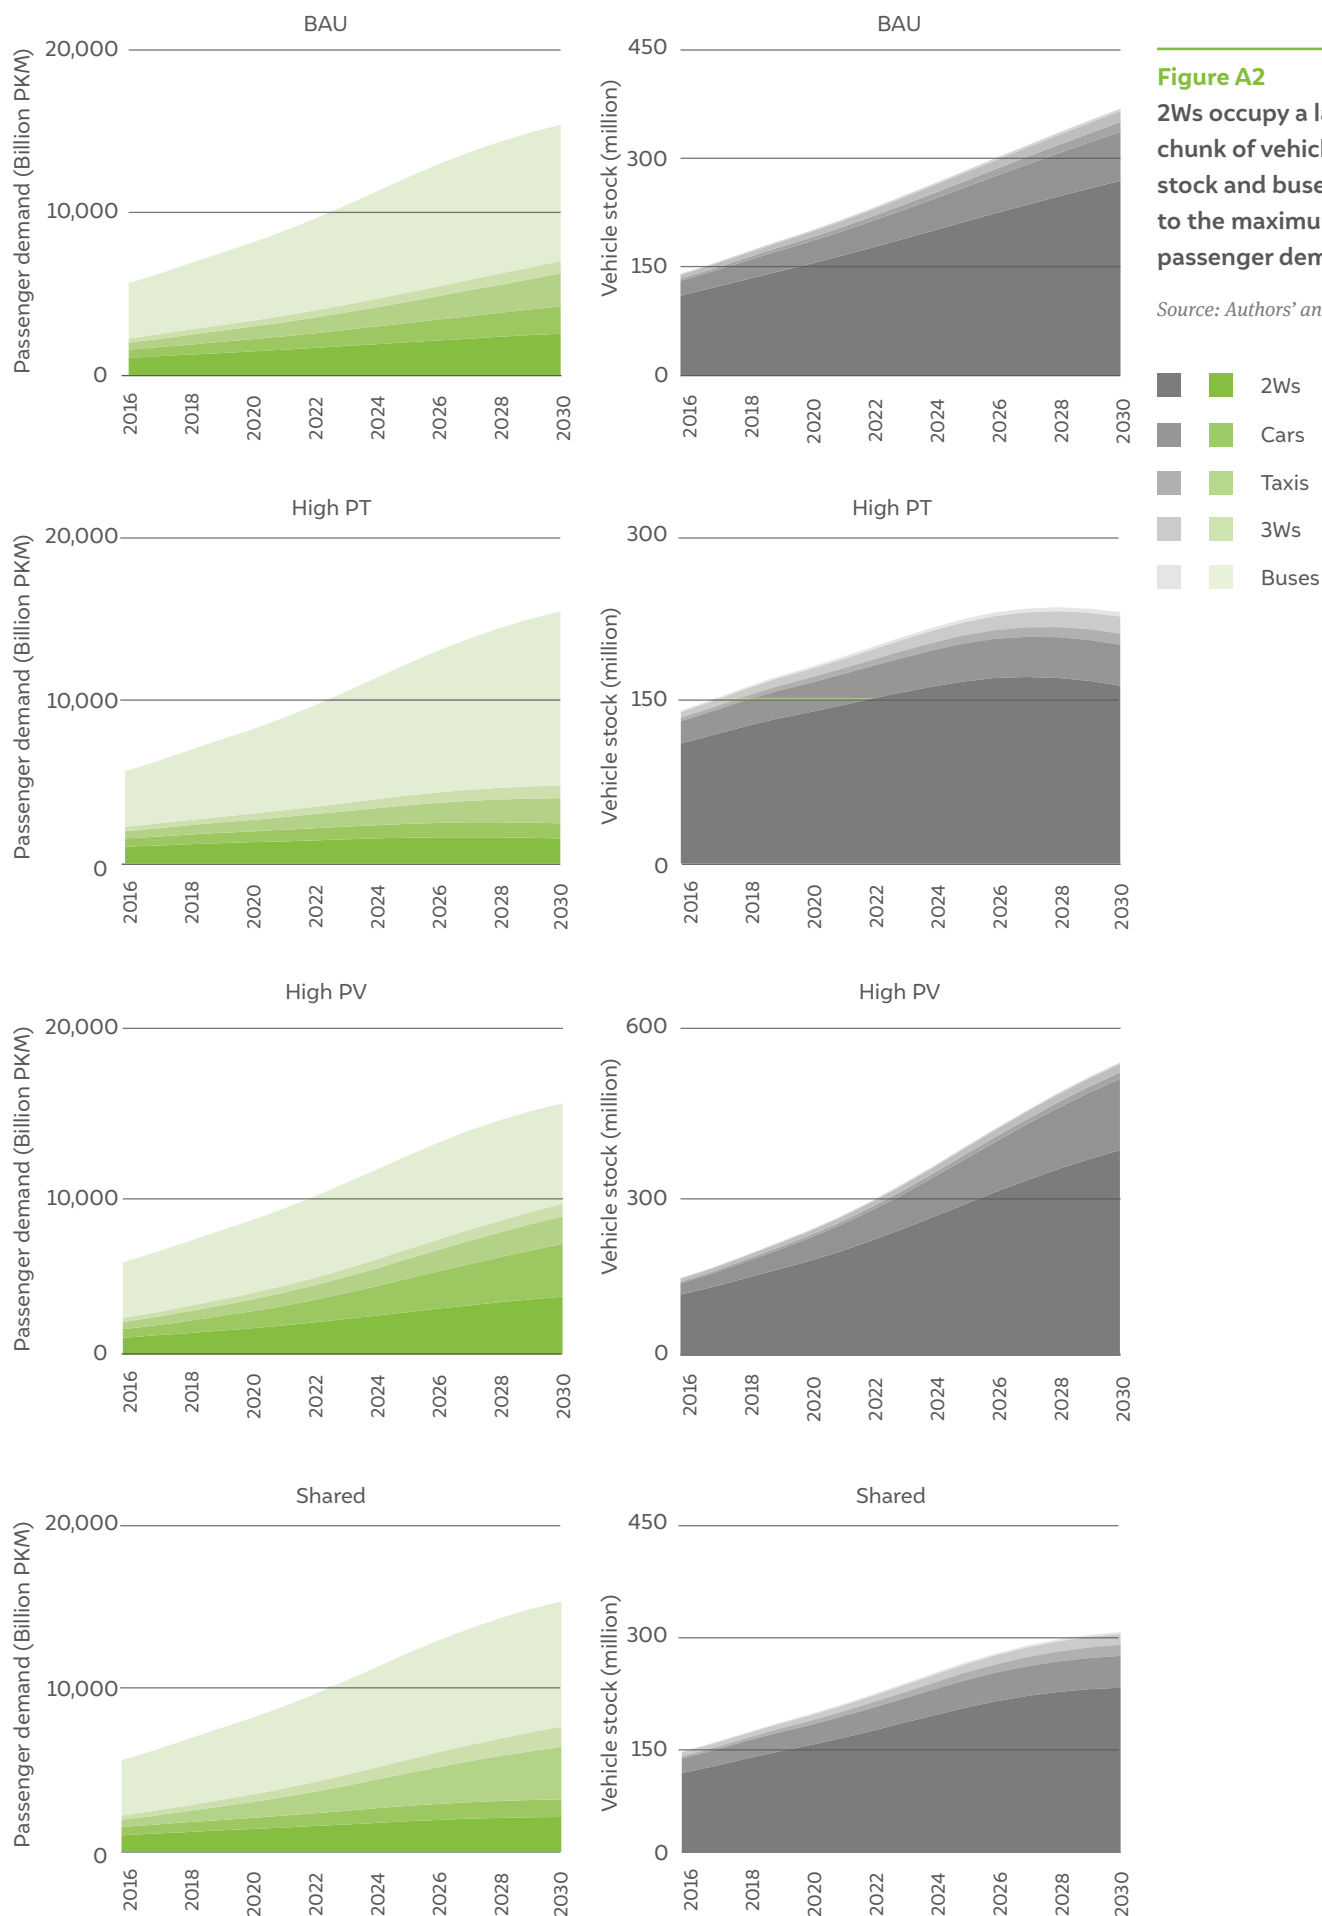 BAU
20,000
10,000
0
Passenger demand (Billion PKM)
2016 2018 2020 2022 2024 2026 2028 2030
BAU
450
300
150
0
Vehicle stock (million)
2016 2018 2020 2022 2024 2026 2028 2030
Figure A2
2Ws occupy a
chunk of
stock and
to the
passenger
Source: Authors'
2Ws
Cars
Taxis
3Ws
Buses
High PT
20,000
10,000
0
Passenger demand (Billion PKM)
2016 2018 2020 2022 2024 2026 2028 2030
High PT
300
150
0
Vehicle stock (million)
2016 2018 2020 2022 2024 2026 2028 2030
High PV
20,000
10,000
0
Passenger demand (Billion PKM)
2016 2018 2020 2022 2024 2026 2028 2030
High PV
600
300
0
Vehicle stock (million)
2016 2018 2020 2022 2024 2026 2028 2030
Shared
20,000
10,000
0
Passenger demand (Billion PKM)
2016 2018 2020 2022 2024 2026 2028 2030
Shared
450
300
150
0
Vehicle stock (million)
2016 2018 2020 2022 2024 2026 2028 2030